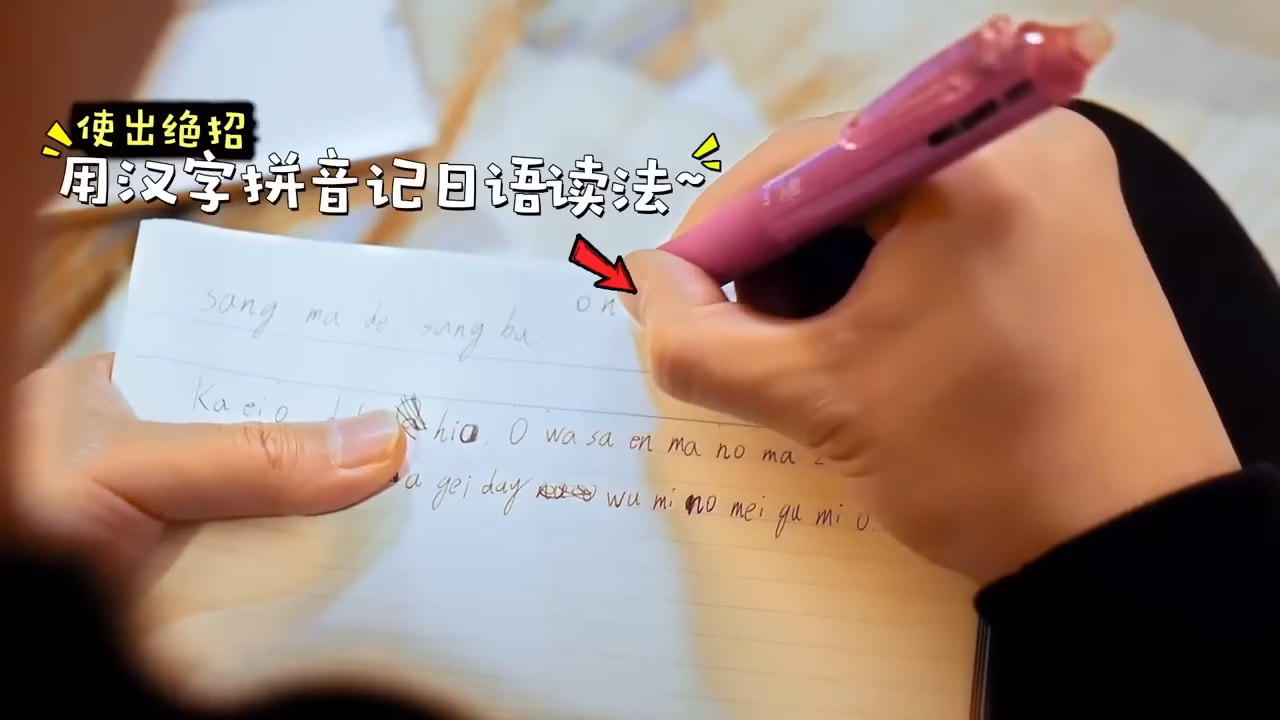 使出绝招
用汉字拼音记日语读法~
sang ma de sung bu. on
Ka ei o hia. O wa sa en ma no ma
a gei day wu mi no mei gu mi o.